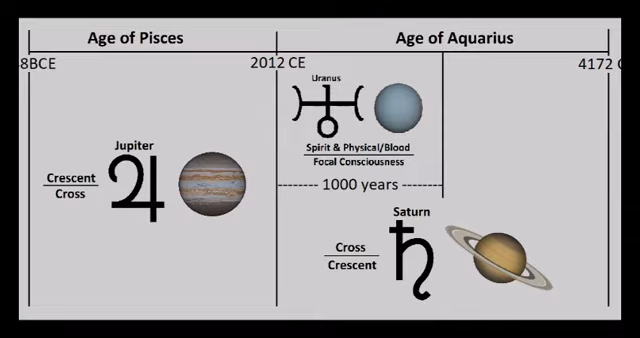 Age of Pisces
Age of Aquarius
8BCE
2012 CE
4172
Uranus
Spirit & Physical/Blood
Focal Consciousness
Jupiter
Crescent
Cross
1000 years
Saturn
Cross
Crescent